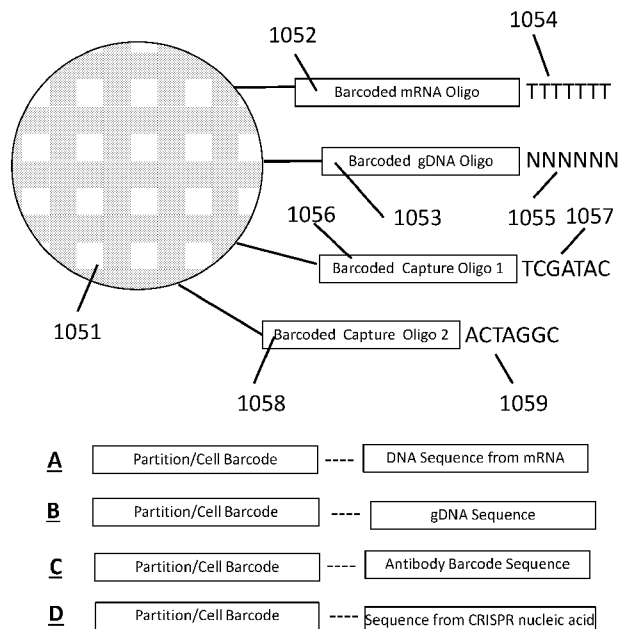 1054
1052
Barcoded mRNA Oligo TTTTTTT
Barcoded gDNA Oligo NNNNNN
1056 1053 1055 1057
Barcoded Capture Oligo 1 TCGATAC
1051
Barcoded Capture Oligo 2 ACTAGGC
1058 1059
A Partition/Cell Barcode ---- DNA Sequence from mRNA
B Partition/Cell Barcode ---- gDNA Sequence
C Partition/Cell Barcode ---- Antibody Barcode Sequence
D Partition/Cell Barcode ---- Sequence from CRISPR nucleic acid